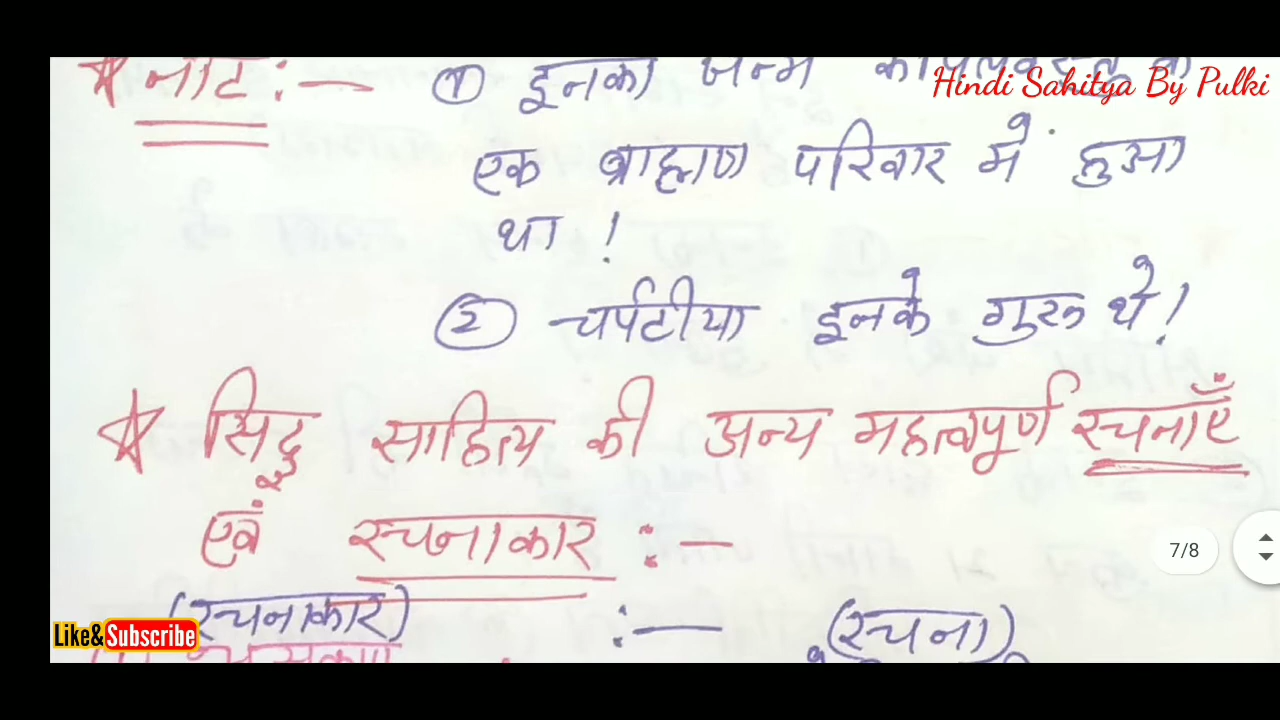 ★ नोट :— ① इनका जन्म
Hindi Sahitya By Pulki
एक ब्राह्मण परिवार में हुआ
था !
② चर्पटीया इनके गुरू थे !
☆ सिद्ध साहित्य की अन्य महत्वपूर्ण रचनाएँ
एवं रचनाकार :—
7/8
(रचनाकार) :— (रचना)
Like&Subscribe